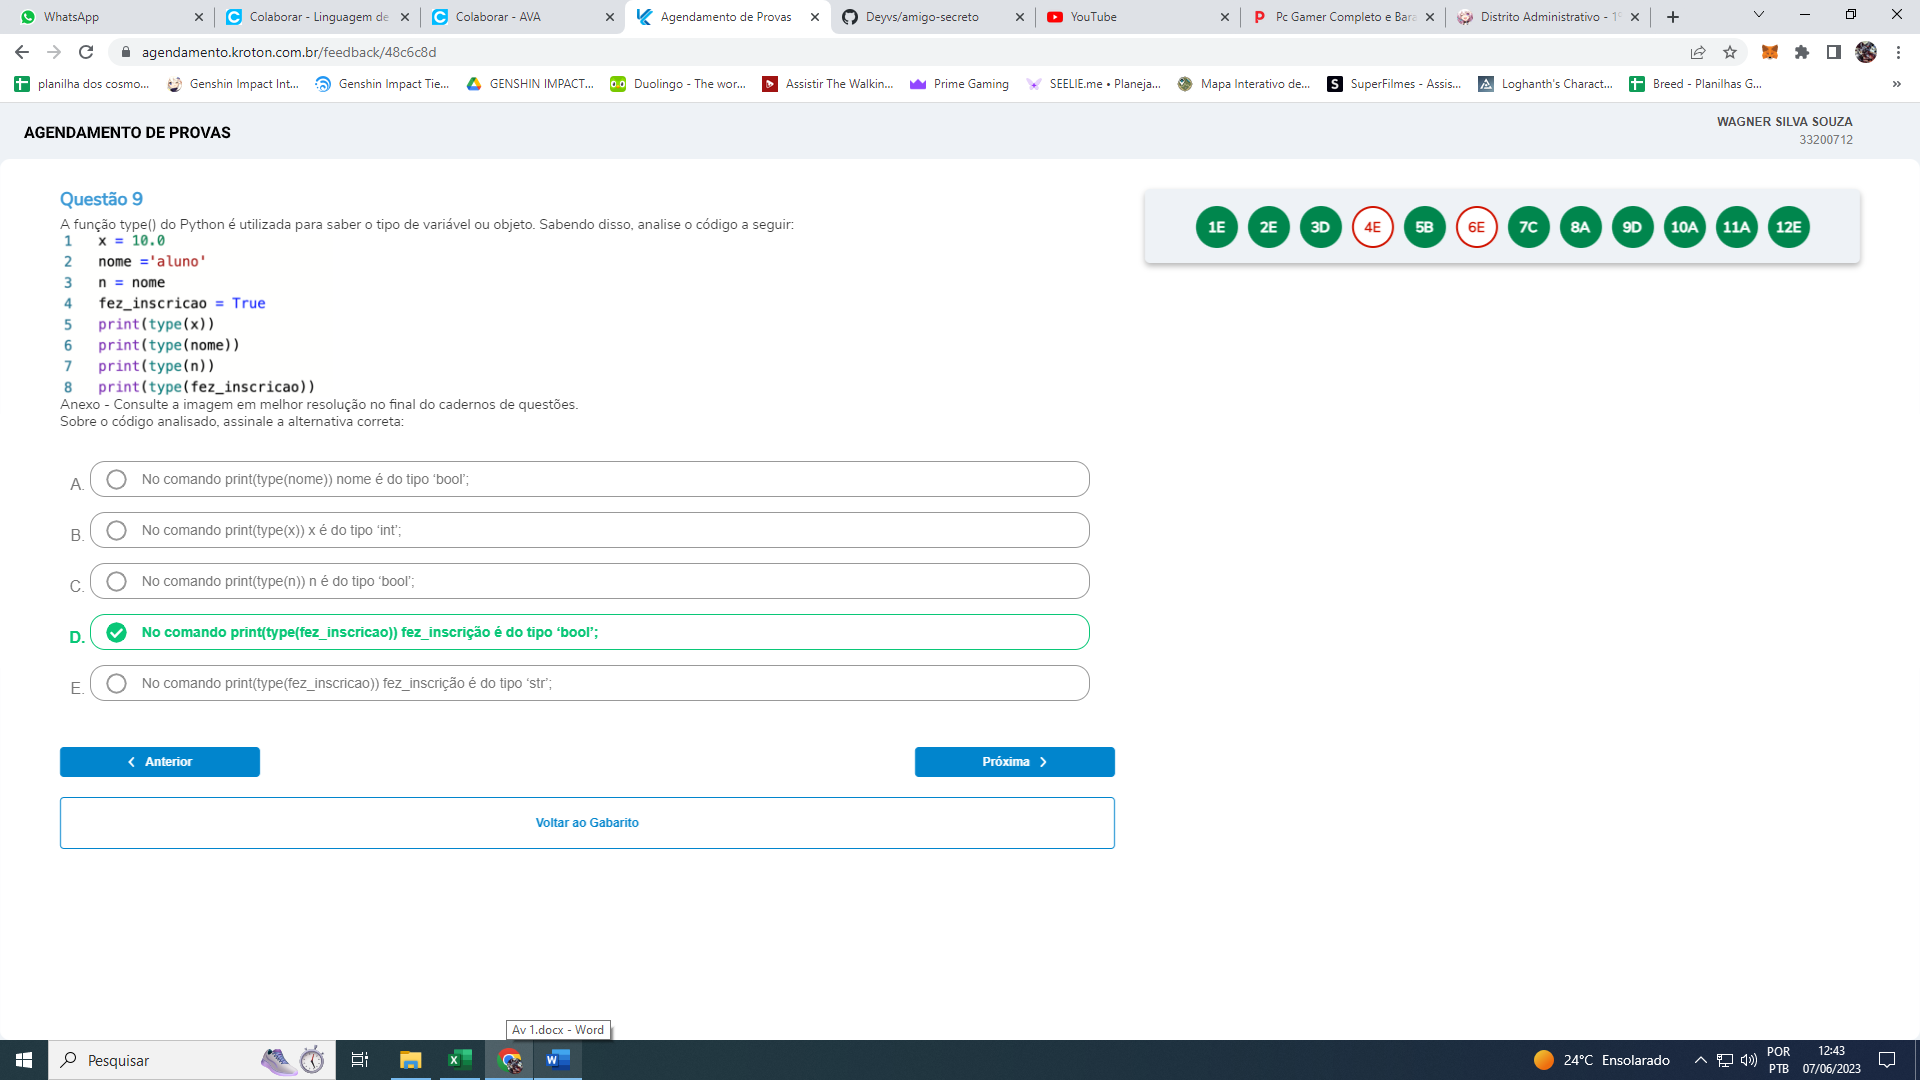 WhatsApp
Colaborar - Linguagem de
Colaborar - AVA
Agendamento de Provas
Deyvs/amigo-secreto
YouTube
Pc Gamer Completo e Bara
Distrito Administrativo - 1º
agendamento.kroton.com.br/feedback/48c6c8d
planilha dos cosmo...
Genshin Impact Int...
Genshin Impact Tie...
GENSHIN IMPACT...
Duolingo - The wor...
Assistir The Walkin...
Prime Gaming
SEELIE.me • Planeja...
Mapa Interativo de...
SuperFilmes - Assis...
Loghanth's Charact...
Breed - Planilhas G...
»
AGENDAMENTO DE PROVAS
WAGNER SILVA SOUZA
33200712
Questão 9
A função type() do Python é utilizada para saber o tipo de variável ou objeto. Sabendo disso, analise o código a seguir:
1 x = 10.0
2 nome ='aluno'
3 n = nome
4 fez_inscricao = True
5 print(type(x))
6 print(type(nome))
7 print(type(n))
8 print(type(fez_inscricao))
Anexo - Consulte a imagem em melhor resolução no final do cadernos de questões.
Sobre o código analisado, assinale a alternativa correta:
A. No comando print(type(nome)) nome é do tipo ‘bool’;
B. No comando print(type(x)) x é do tipo ‘int’;
C. No comando print(type(n)) n é do tipo ‘bool’;
D. No comando print(type(fez_inscricao)) fez_inscrição é do tipo ‘bool’;
E. No comando print(type(fez_inscricao)) fez_inscrição é do tipo ‘str’;
1E 2E 3D 4E 5B 6E 7C 8A 9D 10A 11A 12E
Anterior
Próxima
Voltar ao Gabarito
Av 1.docx - Word
Pesquisar
24°C Ensolarado
POR
PTB
12:43
07/06/2023